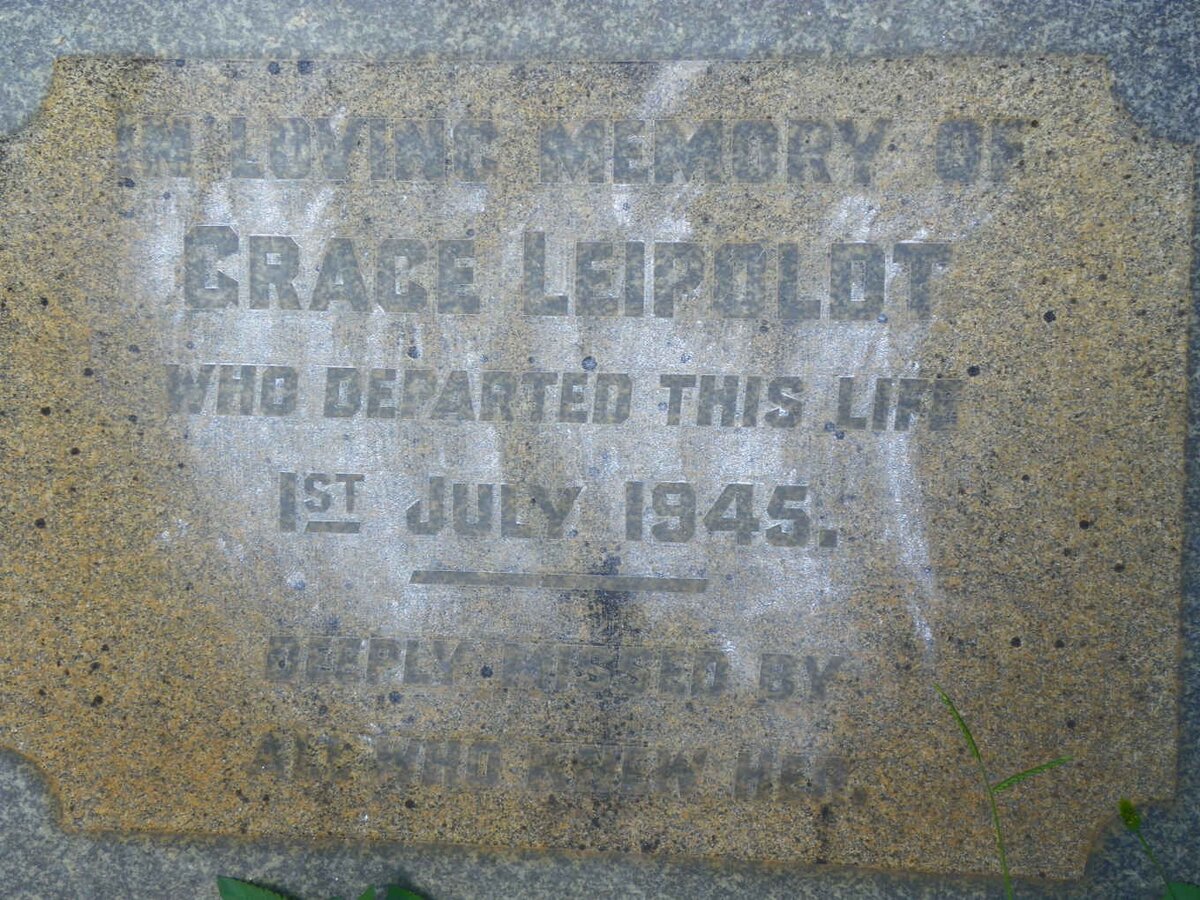 IN LOVING MEMORY OF
GRACE LEIPOLDT
WHO DEPARTED THIS LIFE
1ST JULY 1945.
DEEPLY MISSED BY
ALL WHO KNEW HER.